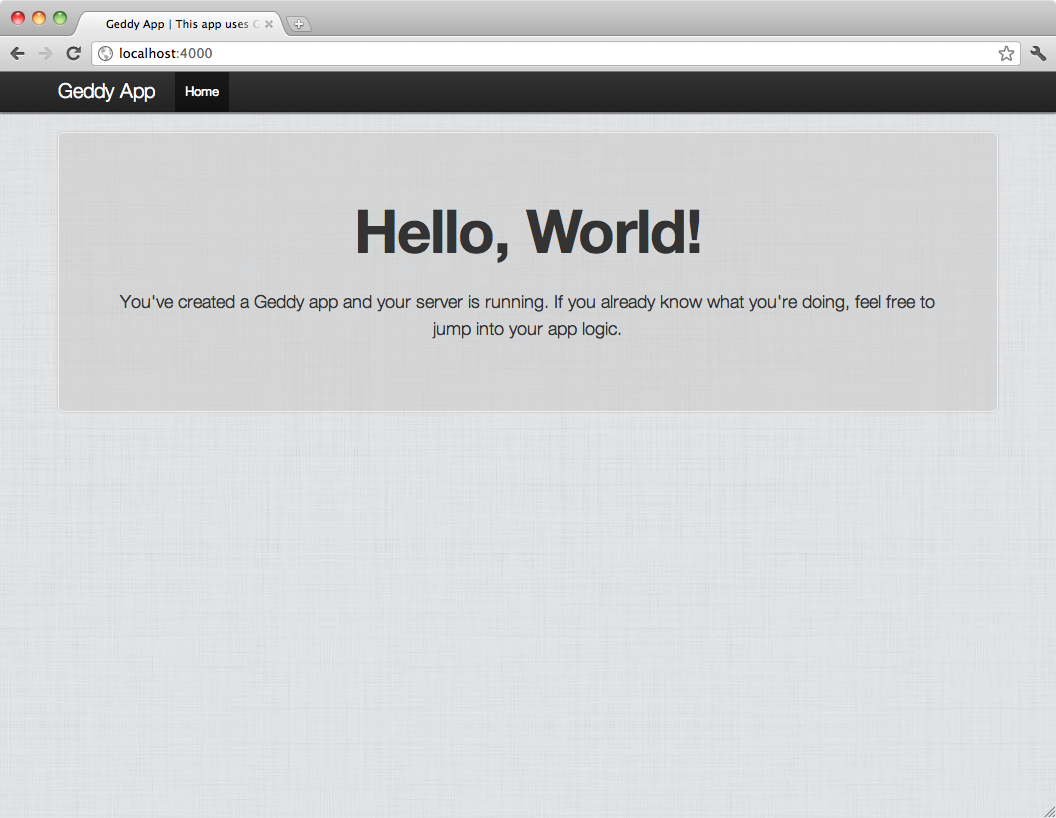 Geddy App | This app uses
localhost:4000
Geddy App Home
Hello, World!
You've created a Geddy app and your server is running. If you already know what you're doing, feel free to
jump into your app logic.